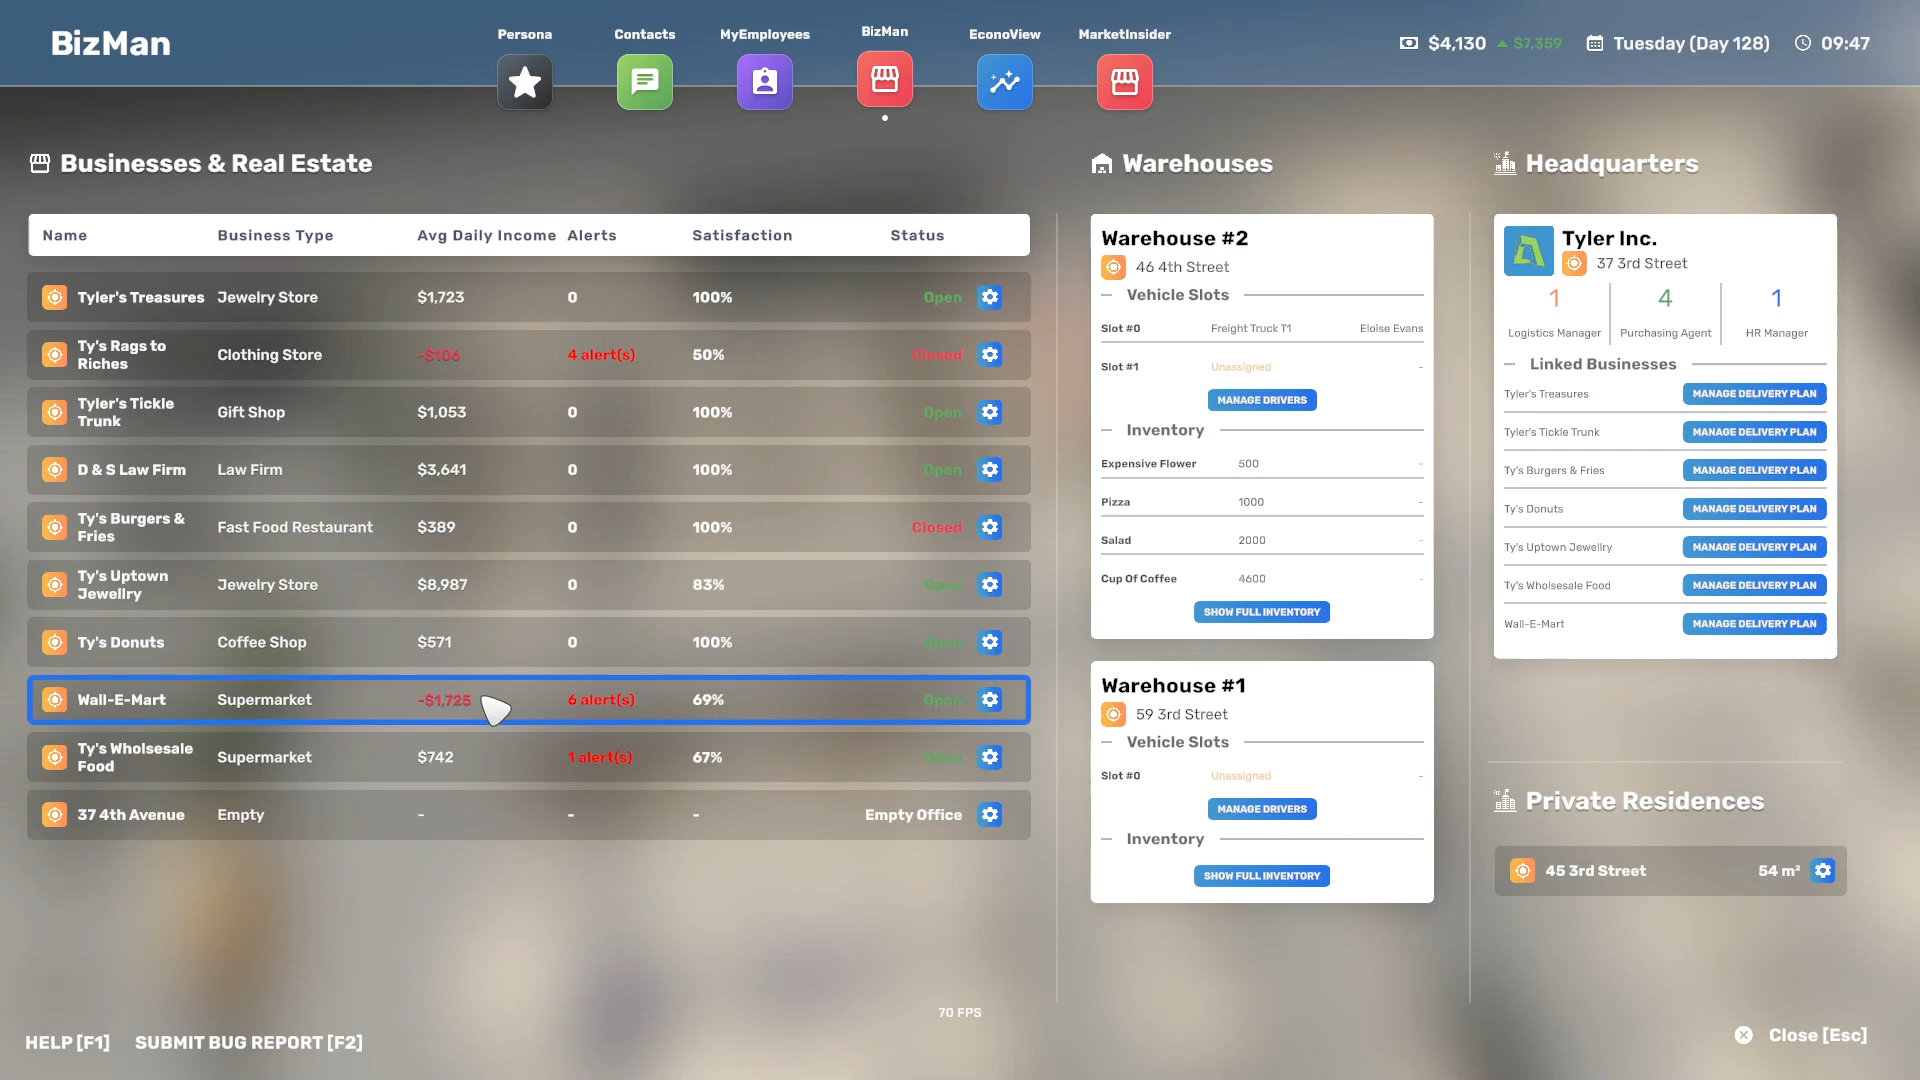 BizMan
Persona
Contacts
MyEmployees
BizMan
EconoView
MarketInsider
$4,130
$7,359
Tuesday (Day 128)
09:47
Businesses & Real Estate
Name Business Type Avg Daily Income Alerts Satisfaction Status
Tyler's Treasures Jewelry Store $1,723 0 100% Open
Ty's Rags to
Riches
Clothing Store -$106 4 alert(s) 50% Closed
Tyler's Tickle
Trunk
Gift Shop $1,053 0 100% Open
D & S Law Firm Law Firm $3,641 0 100% Open
Ty's Burgers &
Fries
Fast Food Restaurant $389 0 100% Closed
Ty's Uptown
Jewellry
Jewelry Store $8,987 0 83% Open
Ty's Donuts Coffee Shop $571 0 100% Open
Wall-E-Mart Supermarket -$1,725 6 alert(s) 69% Open
Ty's Wholsesale
Food
Supermarket $742 1 alert(s) 67% Open
37 4th Avenue Empty - - - Empty Office
Warehouses
Warehouse #2
46 4th Street
Vehicle Slots
Slot #0 Freight Truck T1 Eloise Evans
Slot #1 Unassigned -
MANAGE DRIVERS
Inventory
Expensive Flower 500 -
Pizza 1000 -
Salad 2000 -
Cup Of Coffee 4600 -
SHOW FULL INVENTORY
Warehouse #1
59 3rd Street
Vehicle Slots
Slot #0 Unassigned -
MANAGE DRIVERS
Inventory
SHOW FULL INVENTORY
Headquarters
Tyler Inc.
37 3rd Street
1 4 1
Logistics Manager Purchasing Agent HR Manager
Linked Businesses
Tyler's Treasures MANAGE DELIVERY PLAN
Tyler's Tickle Trunk MANAGE DELIVERY PLAN
Ty's Burgers & Fries MANAGE DELIVERY PLAN
Ty's Donuts MANAGE DELIVERY PLAN
Ty's Uptown Jewellry MANAGE DELIVERY PLAN
Ty's Wholsesale Food MANAGE DELIVERY PLAN
Wall-E-Mart MANAGE DELIVERY PLAN
Private Residences
45 3rd Street 54 m²
70 FPS
HELP [F1] SUBMIT BUG REPORT [F2]
Close [Esc]